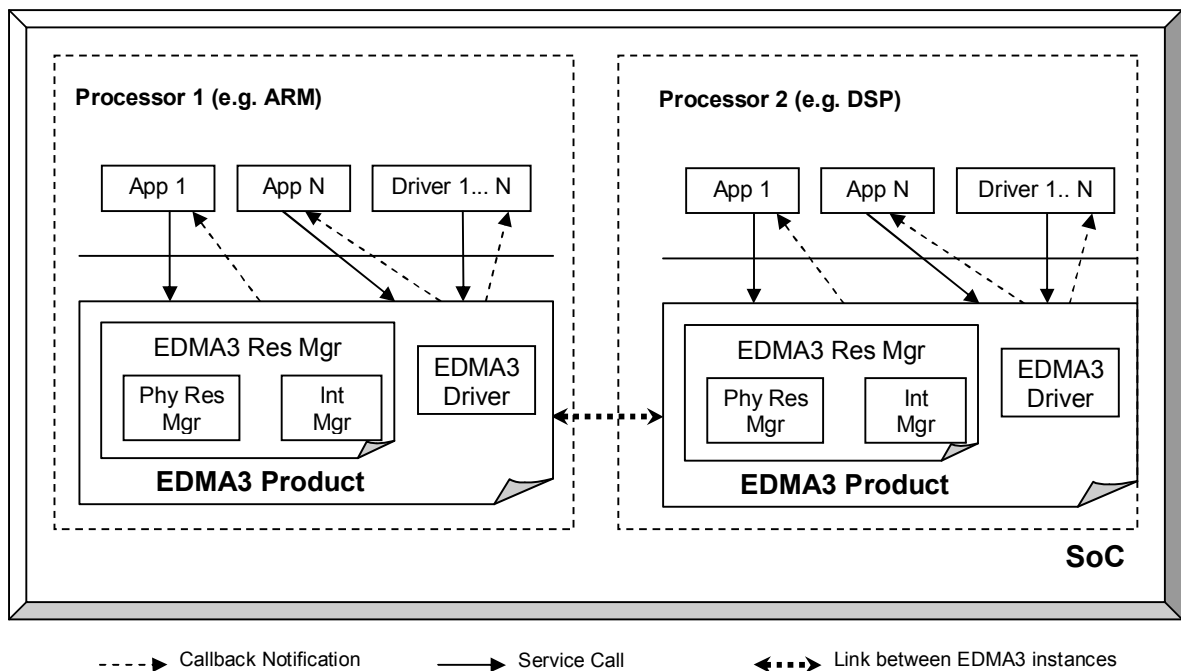 Processor 1 (e.g. ARM)
App 1
App N
Driver 1... N
EDMA3 Res Mgr
Phy Res
Mgr
Int
Mgr
EDMA3
Driver
EDMA3 Product
Processor 2 (e.g. DSP)
App 1
App N
Driver 1.. N
EDMA3 Res Mgr
Phy Res
Mgr
Int
Mgr
EDMA3
Driver
EDMA3 Product
SoC
Callback Notification
Service Call
Link between EDMA3 instances